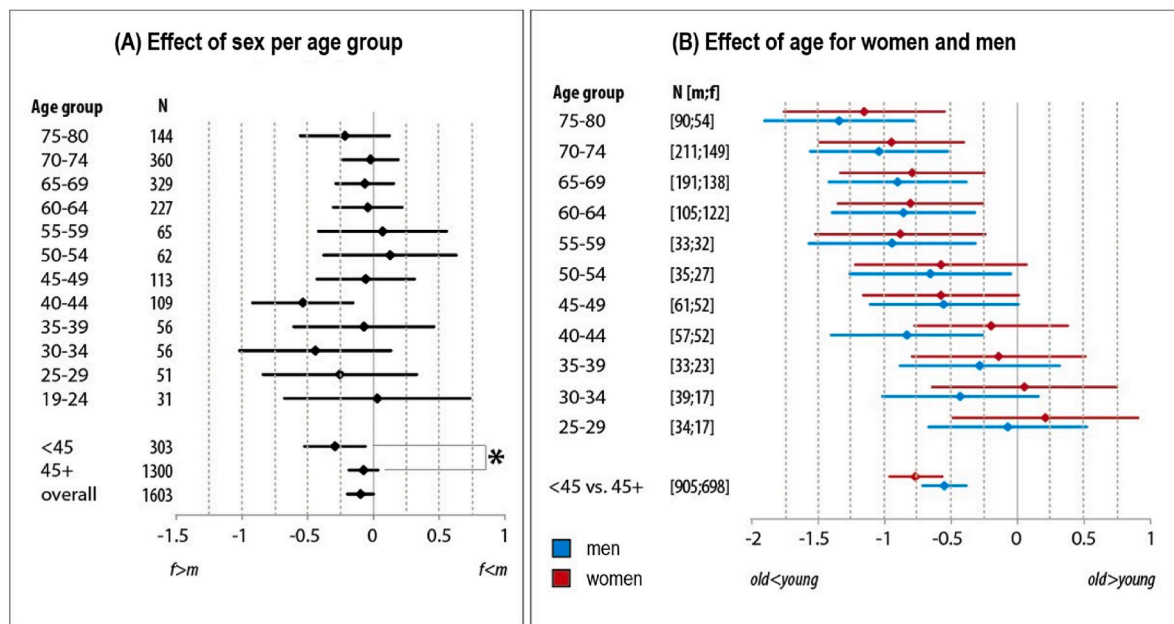 (A) Effect of sex per age group
Age group N
75-80 144
70-74 360
65-69 329
60-64 227
55-59 65
50-54 62
45-49 113
40-44 109
35-39 56
30-34 56
25-29 51
19-24 31
<45 303
45+ 1300
*
overall 1603
-1.5 -1 -0.5 0 0.5 1
f>m f<m
(B) Effect of age for women and men
Age group N [m;f]
75-80 [90;54]
70-74 [211;149]
65-69 [191;138]
60-64 [105;122]
55-59 [33;32]
50-54 [35;27]
45-49 [61;52]
40-44 [57;52]
35-39 [33;23]
30-34 [39;17]
25-29 [34;17]
<45 vs. 45+ [905;698]
-2 -1.5 -1 -0.5 0 0.5 1
men
women
old<young old>young